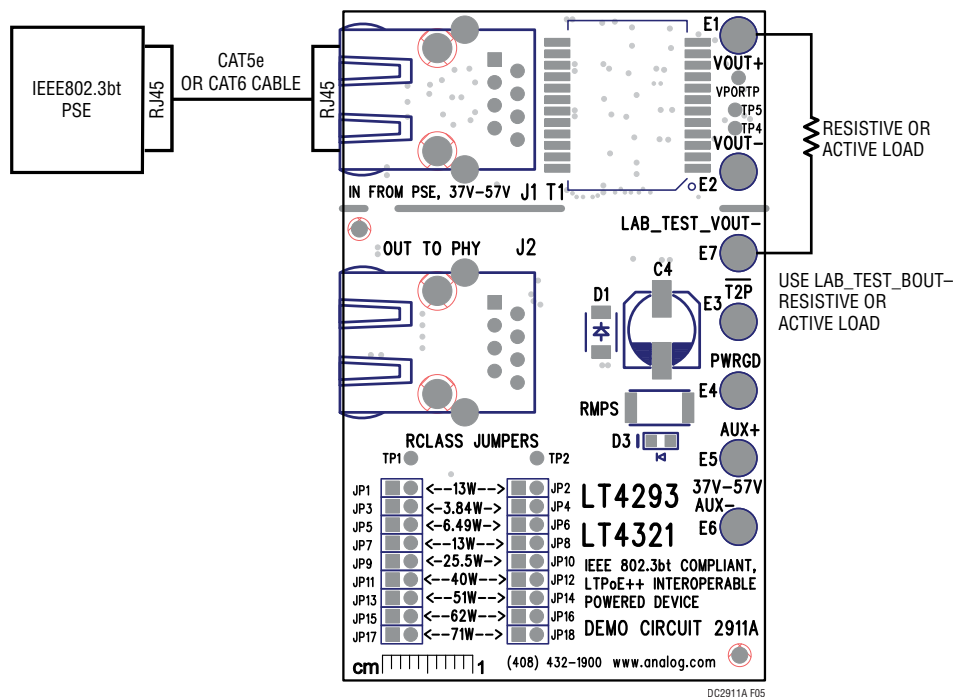 IEEE802.3bt
PSE
RJ45
CAT5e
OR CAT6 CABLE
RJ45
E1
VOUT+
VPORTP
TP5
TP4
VOUT-
E2
IN FROM PSE, 37V-57V J1 T1
RESISTIVE OR
ACTIVE LOAD
LAB_TEST_VOUT-
OUT TO PHY J2
E7
C4
T2P
D1
E3
USE LAB_TEST_BOUT–
RESISTIVE OR
ACTIVE LOAD
PWRGD
E4
RMPS
AUX+
D3
E5
RCLASS JUMPERS
TP1 TP2
JP1 <--13W--> JP2
JP3 <-3.84W-> JP4
JP5 <-6.49W-> JP6
JP7 <--13W--> JP8
JP9 <-25.5W-> JP10
JP11 <--40W--> JP12
JP13 <--51W--> JP14
JP15 <--62W--> JP16
JP17 <--71W--> JP18
LT4293
37V-57V
AUX-
LT4321
E6
IEEE 802.3bt COMPLIANT,
LTPoE++ INTEROPERABLE
POWERED DEVICE
DEMO CIRCUIT 2911A
cm 1 (408) 432-1900 www.analog.com
DC2911A F05